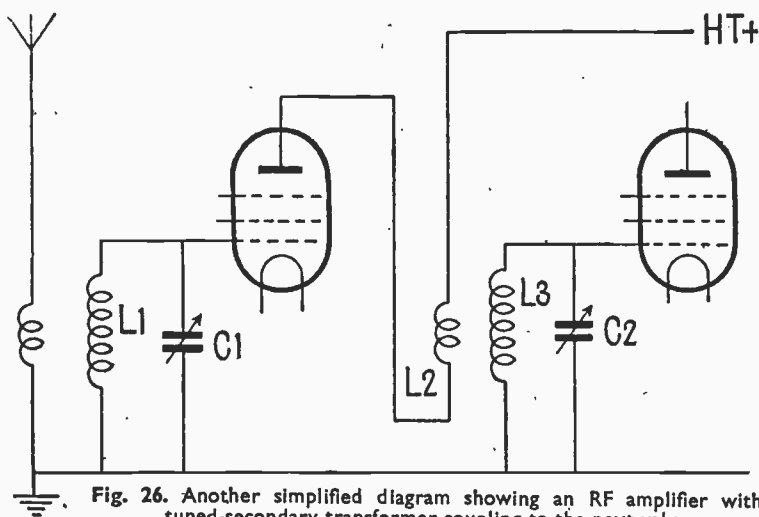 HT+
L1
C1
L2
L3
C2
Fig. 26. Another simplified diagram showing an RF amplifier with
tuned-secondary transformer coupling to the next